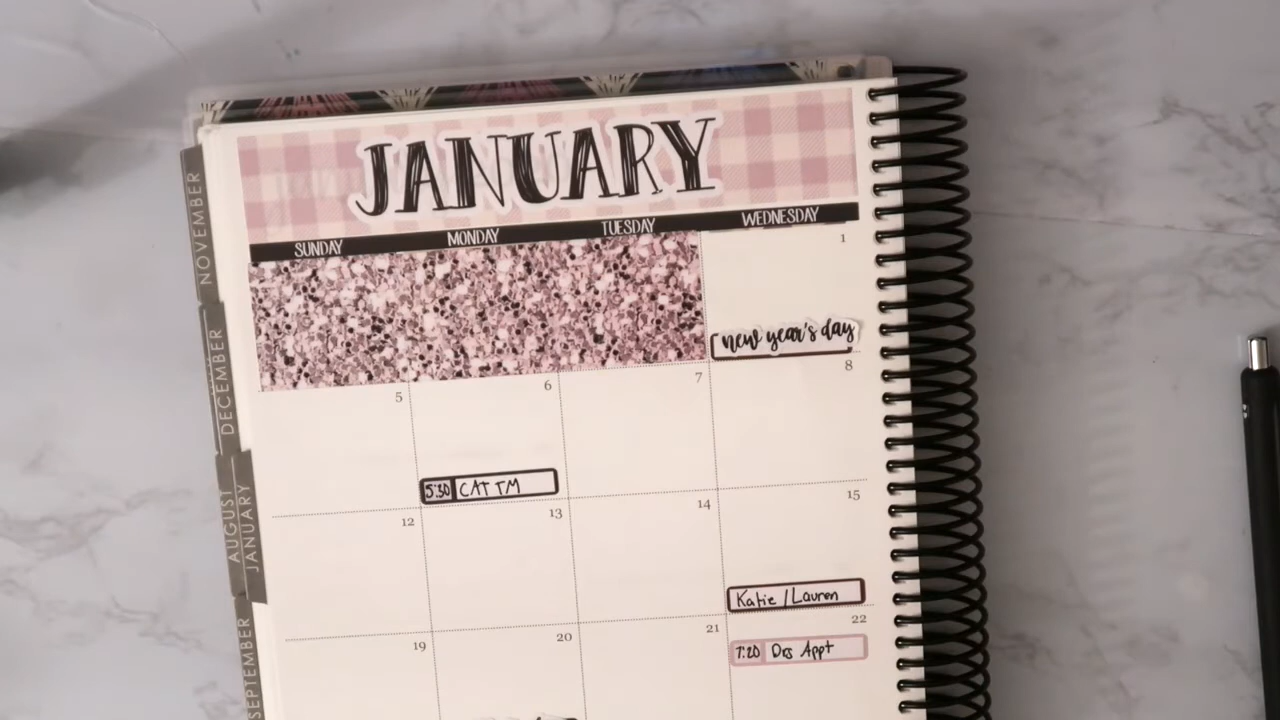 JANUARY
SUNDAY MONDAY TUESDAY WEDNESDAY
1
new year's day
5 6 7 8
5:30 CAT TM
12 13 14 15
Katie / Lauren
19 20 21 22
7:20 Drs Appt
NOVEMBER
DECEMBER
AUGUST
JANUARY
SEPTEMBER